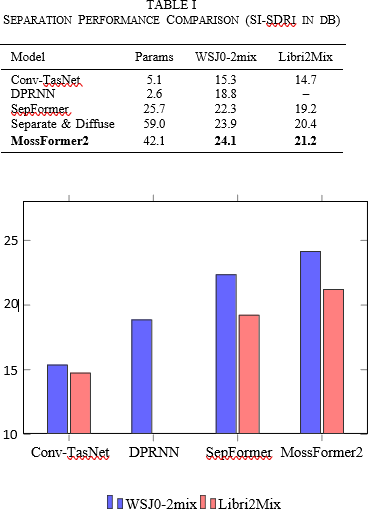 TABLE I
SEPARATION PERFORMANCE COMPARISON (SI-SDRI IN DB)
Model Params WSJ0-2mix Libri2Mix
Conv-TasNet 5.1 15.3 14.7
DPRNN 2.6 18.8 –
SepFormer 25.7 22.3 19.2
Separate & Diffuse 59.0 23.9 20.4
MossFormer2 42.1 24.1 21.2
25
20
15
10
Conv-TasNet DPRNN SepFormer MossFormer2
WSJ0-2mix Libri2Mix